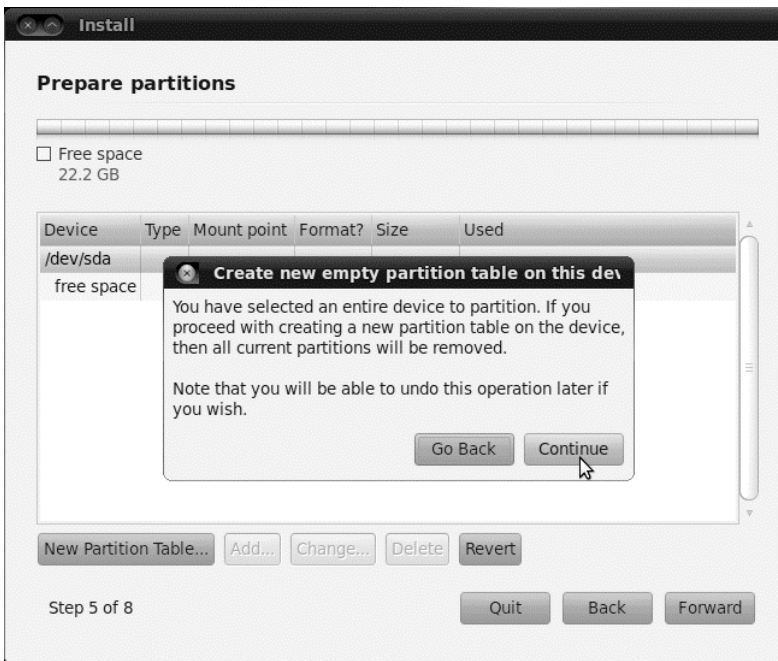 Install
Prepare partitions
Free space
22.2 GB
Device Type Mount point Format? Size Used
/dev/sda
free space
Create new empty partition table on this dev
You have selected an entire device to partition. If you
proceed with creating a new partition table on the device,
then all current partitions will be removed.
Note that you will be able to undo this operation later if
you wish.
Go Back Continue
New Partition Table... Add... Change... Delete Revert
Step 5 of 8 Quit Back Forward